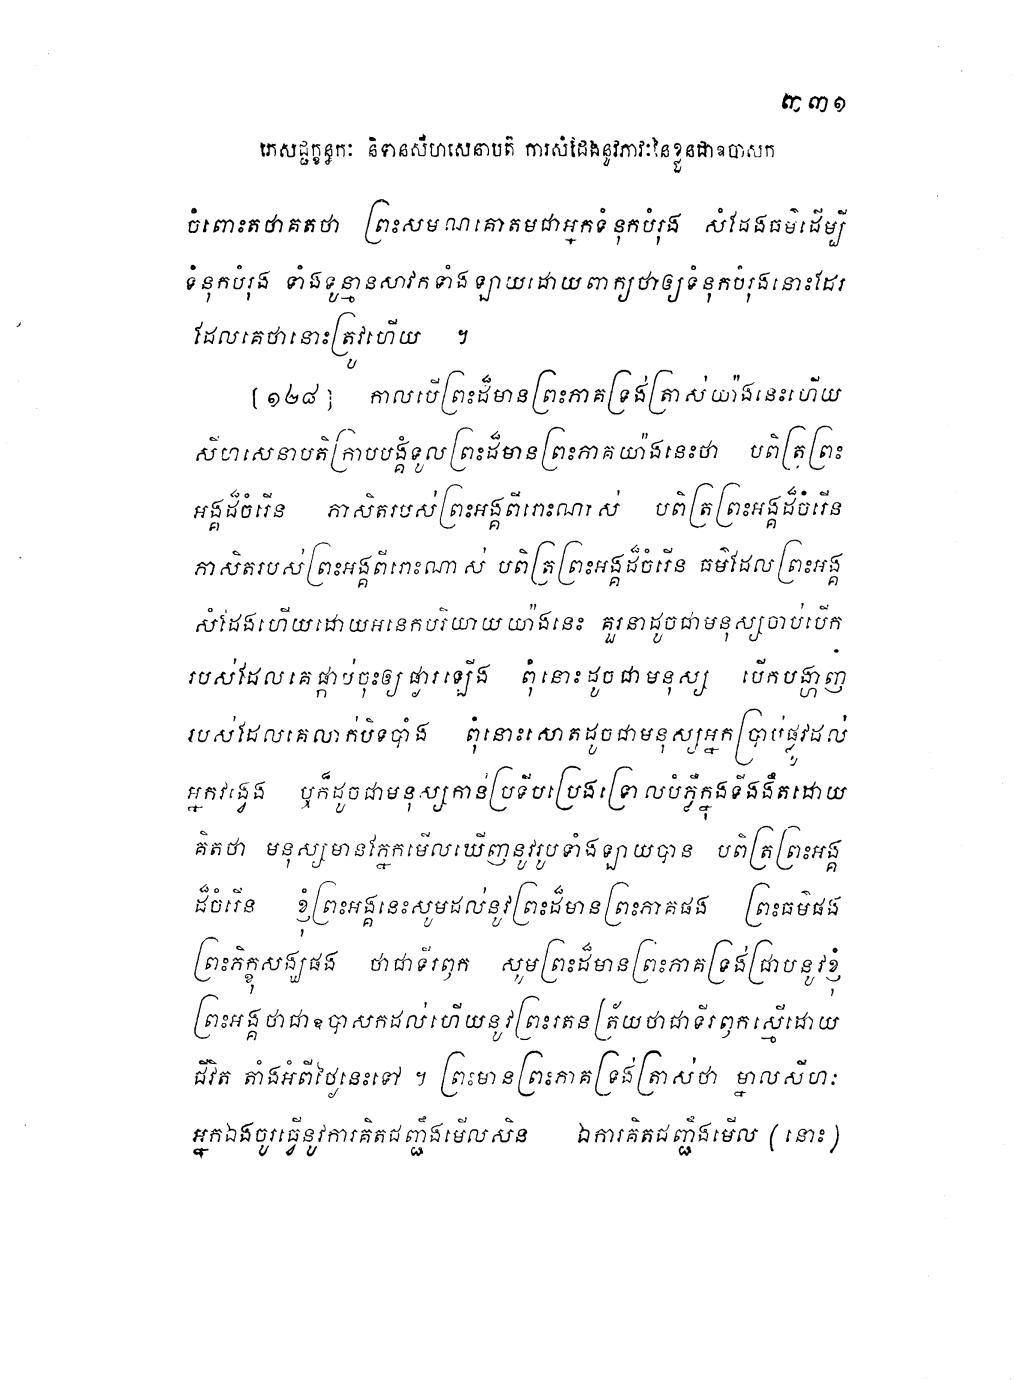 ៣៣១
ភេសជ្ជក្ខន្ធកៈ និទានសីហសេនាបតី ការសំដែងនូវភាវៈនៃខ្លួនជាឧបាសក
ចំពោះតថាគតថា ព្រះសមណគោតមជាអ្នកទំនុកបំរុង សំដែងធម៌ដើម្បី
ទំនុកបំរុង ទាំងទូន្មានសាវកទាំងឡាយដោយពាក្យថាឲ្យទំនុកបំរុងនោះដែរ
ដែលគេថានោះត្រូវហើយ ។
[១២៨] កាលបើព្រះដ៏មានព្រះភាគទ្រង់ត្រាស់យ៉ាងនេះហើយ
សីហសេនាបតិក្រាបបង្គំទូលព្រះដ៏មានព្រះភាគយ៉ាងនេះថា បពិត្រព្រះ
អង្គដ៏ចំរើន ភាសិតរបស់ព្រះអង្គពីរោះណាស់ បពិត្រព្រះអង្គដ៏ចំរើន
ភាសិតរបស់ព្រះអង្គពីរោះណាស់ បពិត្រព្រះអង្គដ៏ចំរើន ធម៌ដែលព្រះអង្គ
សំដែងហើយដោយអនេកបរិយាយយ៉ាងនេះ គួរនាដូចជាមនុស្សចាប់បើក
របស់ដែលគេផ្កាប់ចុះឲ្យផ្ងារឡើង ពុំនោះដូចជាមនុស្ស បើកបង្ហាញ
របស់ដែលគេលាក់បិទបាំង ពុំនោះសោតដូចជាមនុស្សអ្នកប្រាប់ផ្លូវដល់
អ្នកវង្វេង ឬក៏ដូចជាមនុស្សកាន់ប្រទីបប្រេងទ្រោលបំភ្លឺក្នុងទីងងឹតដោយ
គិតថា មនុស្សមានភ្នែកមើលឃើញនូវរូបទាំងឡាយបាន បពិត្រព្រះអង្គ
ដ៏ចំរើន ខ្ញុំព្រះអង្គនេះសូមដល់នូវព្រះដ៏មានព្រះភាគផង ព្រះធម៌ផង
ព្រះភិក្ខុសង្ឃផង ថាជាទីរឭក សូមព្រះដ៏មានព្រះភាគទ្រង់ជ្រាបនូវខ្ញុំ
ព្រះអង្គថាជាឧបាសកដល់ហើយនូវព្រះរតនត្រ័យថាជាទីរឭកស្មើដោយ
ជីវិត តាំងអំពីថ្ងៃនេះទៅ ។ ព្រះមានព្រះភាគទ្រង់ត្រាស់ថា ម្នាលសីហៈ
អ្នកឯងចូរធ្វើនូវការគិតជញ្ជឹងមើលសិន ឯការគិតជញ្ជឹងមើល (នោះ)